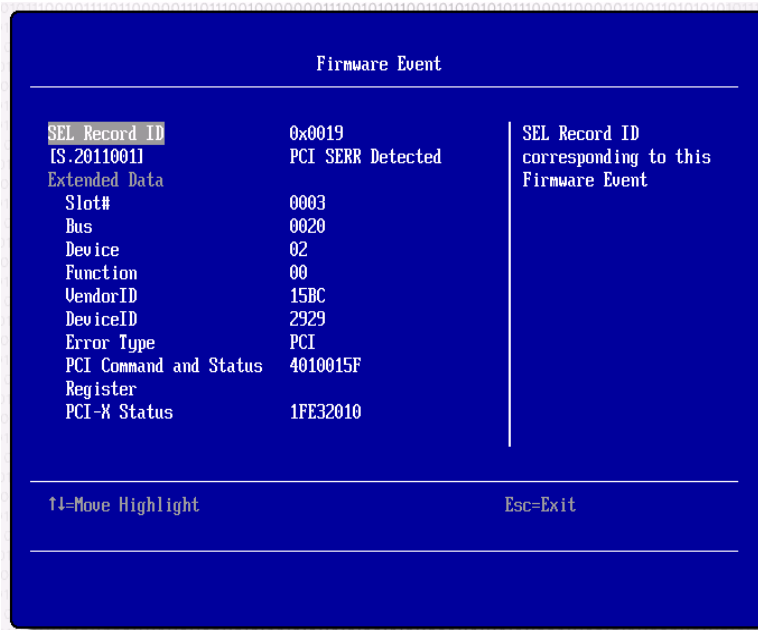 Firmware Event
SEL Record ID 0x0019
[S.2011001] PCI SERR Detected
Extended Data
Slot# 0003
Bus 0020
Device 02
Function 00
VendorID 15BC
DeviceID 2929
Error Type PCI
PCI Command and Status 4010015F
Register
PCI-X Status 1FE32010
SEL Record ID
corresponding to this
Firmware Event
↑↓=Move Highlight Esc=Exit